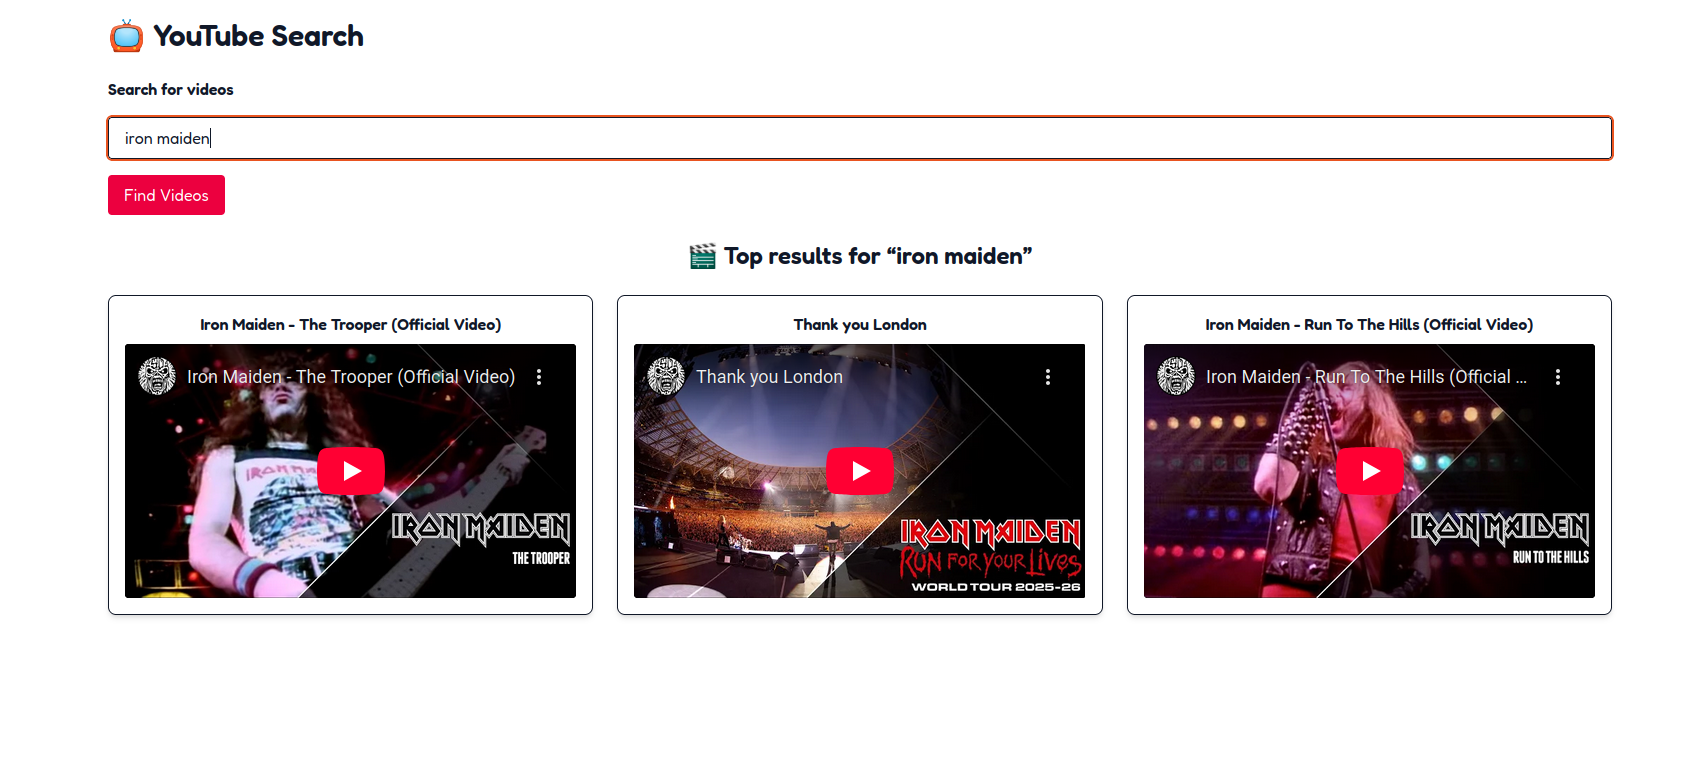 YouTube Search
Search for videos
iron maiden
Find Videos
Top results for “iron maiden”
Iron Maiden - The Trooper (Official Video)
Iron Maiden - The Trooper (Official Video)
IRON MAIDEN
IRON MAIDEN
THE TROOPER
Thank you London
Thank you London
IRON MAIDEN
RUN FOR YOUR LIVES
WORLD TOUR 2025-26
Iron Maiden - Run To The Hills (Official Video)
Iron Maiden - Run To The Hills (Official ...
IRON MAIDEN
RUN TO THE HILLS